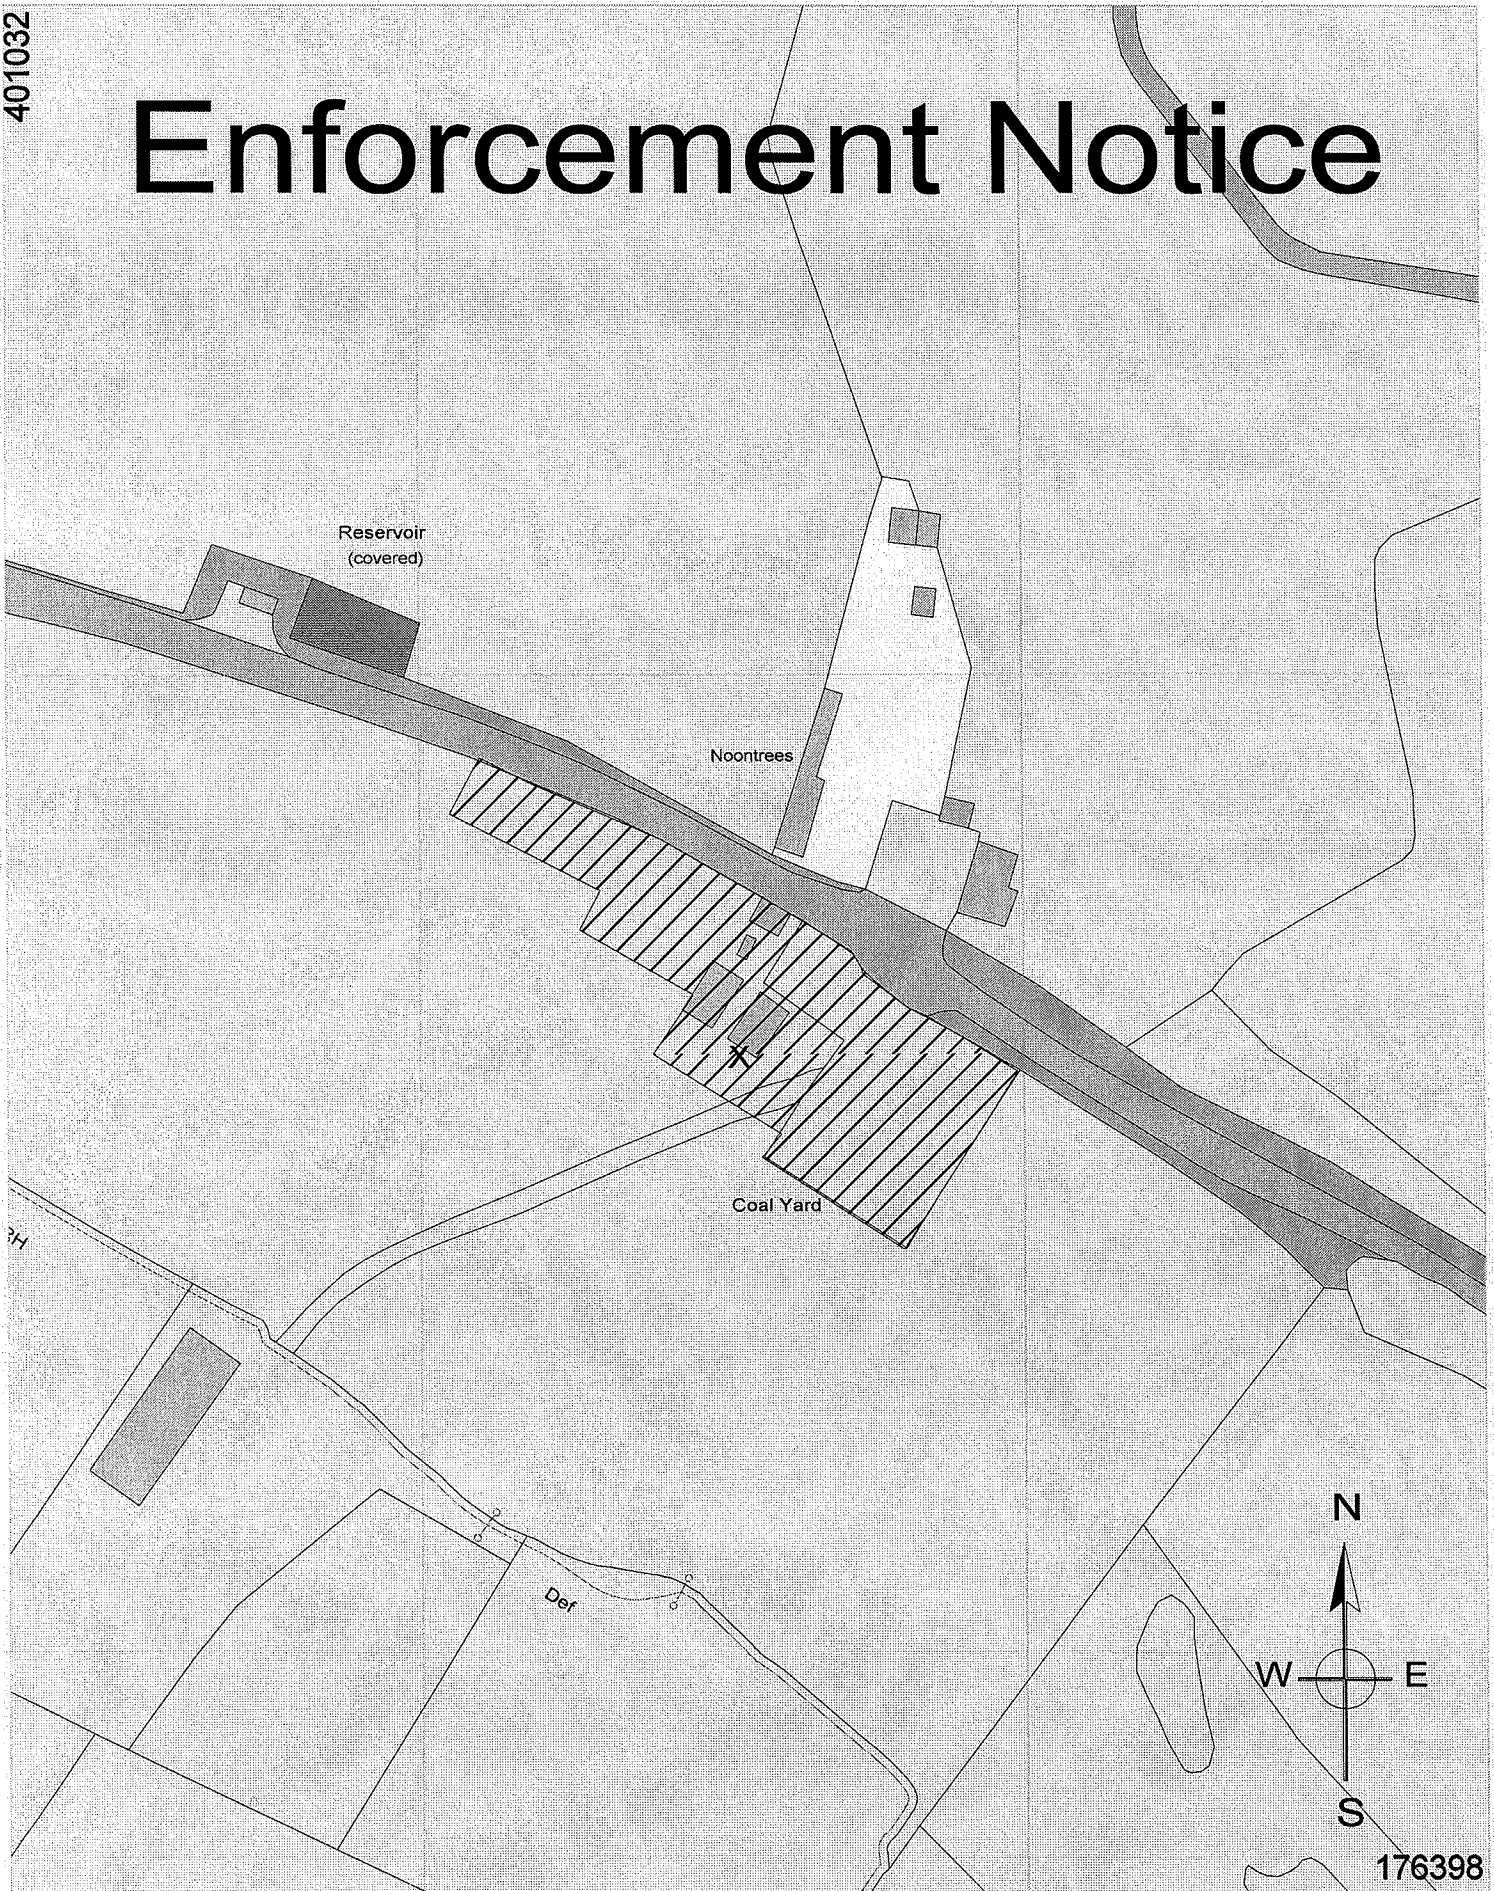 401032
Enforcement Notice
Reservoir
(covered)
Noontrees
X
Coal Yard
Def
N
W E
S
176398